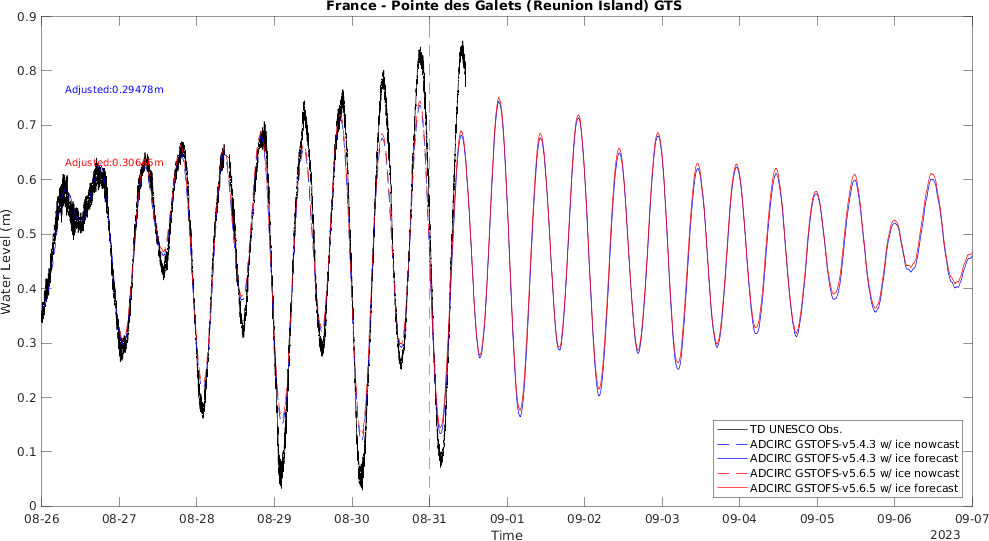 France - Pointe des Galets (Reunion Island) GTS
0.9
0.8
0.7
0.6
0.5
0.4
0.3
0.2
0.1
0
Water Level (m)
Adjusted:0.29478m
TD UNESCO Obs.
ADCIRC GSTOFS-v5.4.3 w/ ice nowcast
ADCIRC GSTOFS-v5.4.3 w/ ice forecast
ADCIRC GSTOFS-v5.6.5 w/ ice nowcast
ADCIRC GSTOFS-v5.6.5 w/ ice forecast
08-26 08-27 08-28 08-29 08-30 08-31 09-01 09-02 09-03 09-04 09-05 09-06 09-07
Time
2023